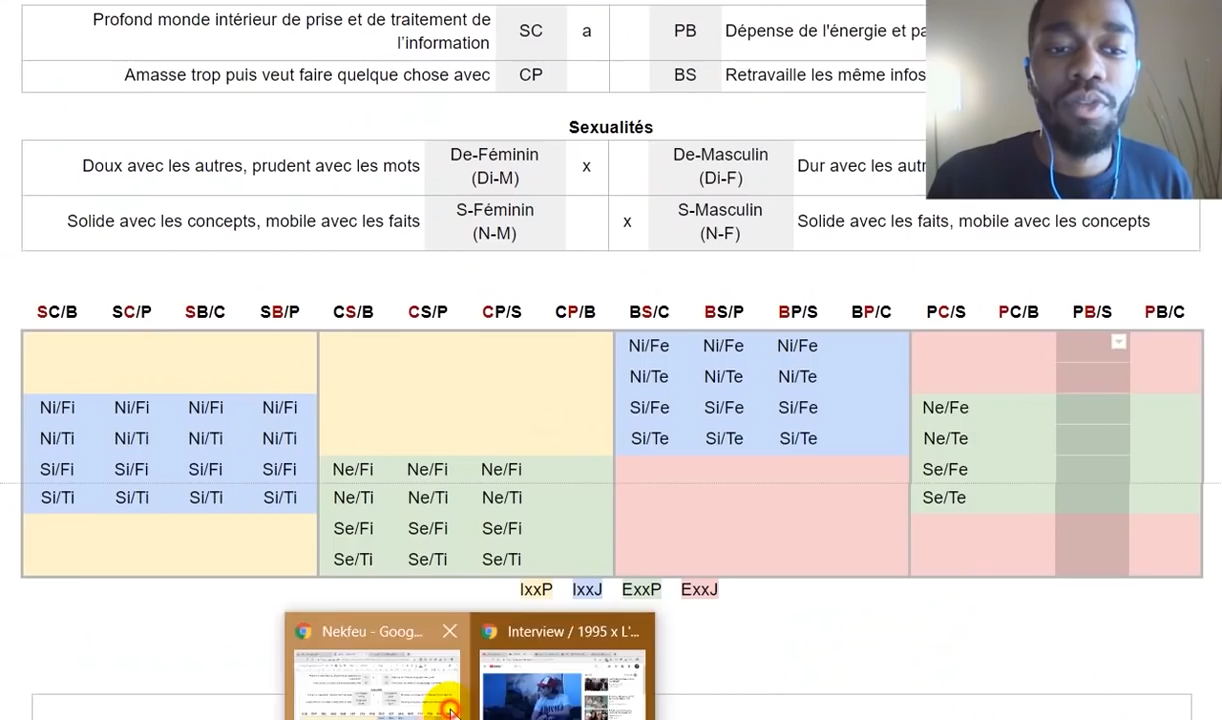 Profond monde intérieur de prise et de traitement de
l'information
SC
a
PB
Dépense de l'énergie et
Amasse trop puis veut faire quelque chose avec
CP
BS
Retravaille les même infos
Sexualités
Doux avec les autres, prudent avec les mots
De-Féminin
(Di-M)
x
De-Masculin
(Di-F)
Dur avec les
Solide avec les concepts, mobile avec les faits
S-Féminin
(N-M)
x
S-Masculin
(N-F)
Solide avec les faits, mobile avec les concepts
SC/B SC/P SB/C SB/P CS/B CS/P CP/S CP/B BS/C BS/P BP/S BP/C PC/S PC/B PB/S PB/C
Ni/Fe Ni/Fe Ni/Fe
Ni/Te Ni/Te Ni/Te
Ni/Fi Ni/Fi Ni/Fi Ni/Fi Si/Fe Si/Fe Si/Fe Ne/Fe
Ni/Ti Ni/Ti Ni/Ti Ni/Ti Si/Te Si/Te Si/Te Ne/Te
Si/Fi Si/Fi Si/Fi Si/Fi Ne/Fi Ne/Fi Ne/Fi Se/Fe
Si/Ti Si/Ti Si/Ti Si/Ti Ne/Ti Ne/Ti Ne/Ti Se/Te
Se/Fi Se/Fi Se/Fi
Se/Ti Se/Ti Se/Ti
IxxP IxxJ ExxP ExxJ
Nekfeu - Goog...
Interview / 1995 x L'...